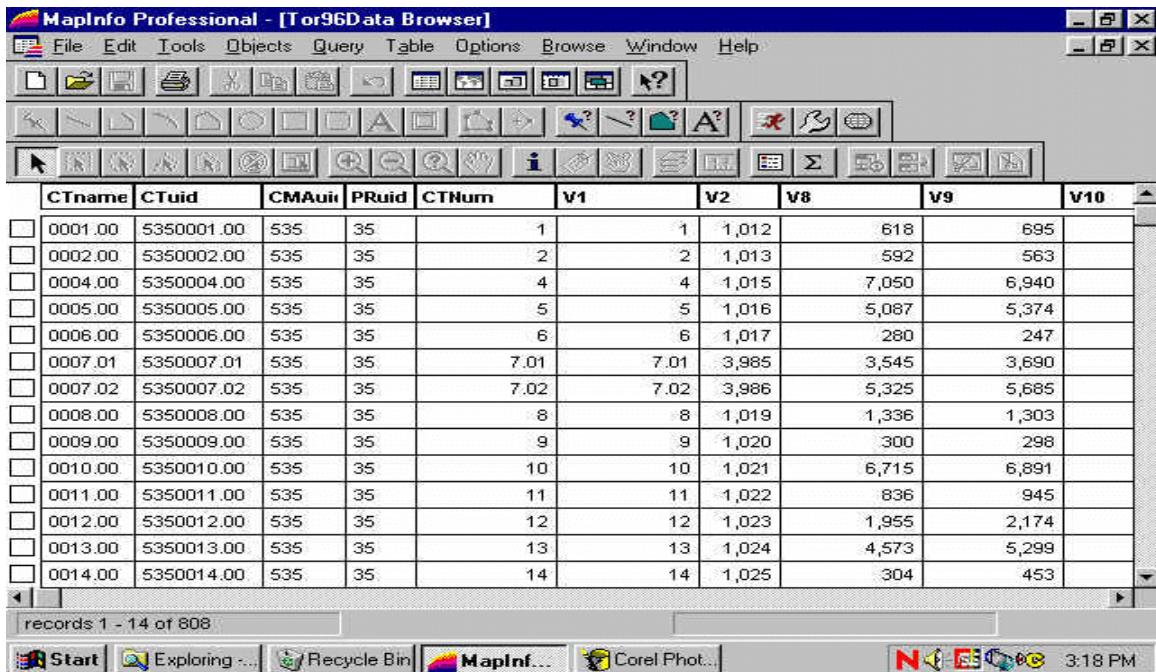 MapInfo Professional - [Tor96Data Browser]
File Edit Tools Objects Query Table Options Browse Window Help
CTname CTuid CMAuid PRuid CTNum V1 V2 V8 V9 V10
0001.00 5350001.00 535 35 1 1 1,012 618 695
0002.00 5350002.00 535 35 2 2 1,013 592 563
0004.00 5350004.00 535 35 4 4 1,015 7,050 6,940
0005.00 5350005.00 535 35 5 5 1,016 5,087 5,374
0006.00 5350006.00 535 35 6 6 1,017 280 247
0007.01 5350007.01 535 35 7.01 7.01 3,985 3,545 3,690
0007.02 5350007.02 535 35 7.02 7.02 3,986 5,325 5,685
0008.00 5350008.00 535 35 8 8 1,019 1,336 1,303
0009.00 5350009.00 535 35 9 9 1,020 300 298
0010.00 5350010.00 535 35 10 10 1,021 6,715 6,891
0011.00 5350011.00 535 35 11 11 1,022 836 945
0012.00 5350012.00 535 35 12 12 1,023 1,955 2,174
0013.00 5350013.00 535 35 13 13 1,024 4,573 5,299
0014.00 5350014.00 535 35 14 14 1,025 304 453
records 1 - 14 of 808
Start Exploring -... Recycle Bin MapInf... Corel Phot... N 3:18 PM